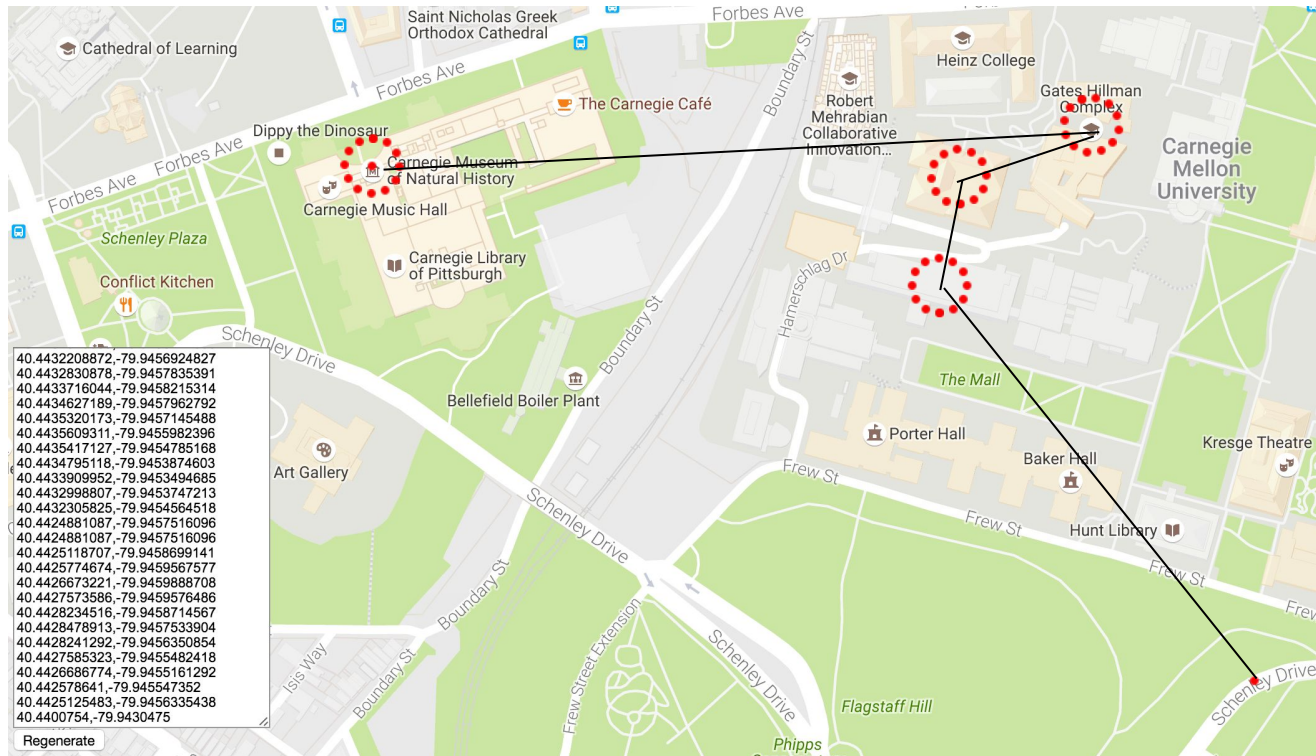 Saint Nicholas Greek
Orthodox Cathedral
Forbes Ave
Cathedral of Learning
Heinz College
Forbes Ave
Boundary St
Gates Hillman
Complex
The Carnegie Café
Robert
Mehrabian
Collaborative
Innovation...
Dippy the Dinosaur
Forbes Ave
Carnegie Museum
of Natural History
Carnegie
Mellon
University
Forbes Ave
Carnegie Music Hall
Schenley Plaza
Carnegie Library
of Pittsburgh
Hamerschlag Dr
Conflict Kitchen
Boundary St
Schenley Drive
The Mall
Bellefield Boiler Plant
Porter Hall
Kresge Theatre
Baker Hall
Art Gallery
Frew St
Schenley Drive
Frew St
Hunt Library
Frew St
Boundary St
Frew
Schenley Drive
Frew Street Extension
Schenley Drive
Isis Way
Boundary St
Flagstaff Hill
Phipps
40.4432208872,-79.9456924827
40.4432830878,-79.9457835391
40.4433716044,-79.9458215314
40.4434627189,-79.9457962792
40.4435320173,-79.9457145488
40.4435609311,-79.9455982396
40.4435417127,-79.9454785168
40.4434795118,-79.9453874603
40.4433909952,-79.9453494685
40.4432998807,-79.9453747213
40.4432305825,-79.9454564518
40.4424881087,-79.9457516096
40.4424881087,-79.9457516096
40.4425118707,-79.9458699141
40.4425774674,-79.9459567577
40.4426673221,-79.9459888708
40.4427573586,-79.9459576486
40.4428234516,-79.9458714567
40.4428478913,-79.9457533904
40.4428241292,-79.9456350854
40.4427585323,-79.9455482418
40.4426686774,-79.9455161292
40.442578641,-79.945547352
40.4425125483,-79.9456335438
40.4400754,-79.9430475
Regenerate